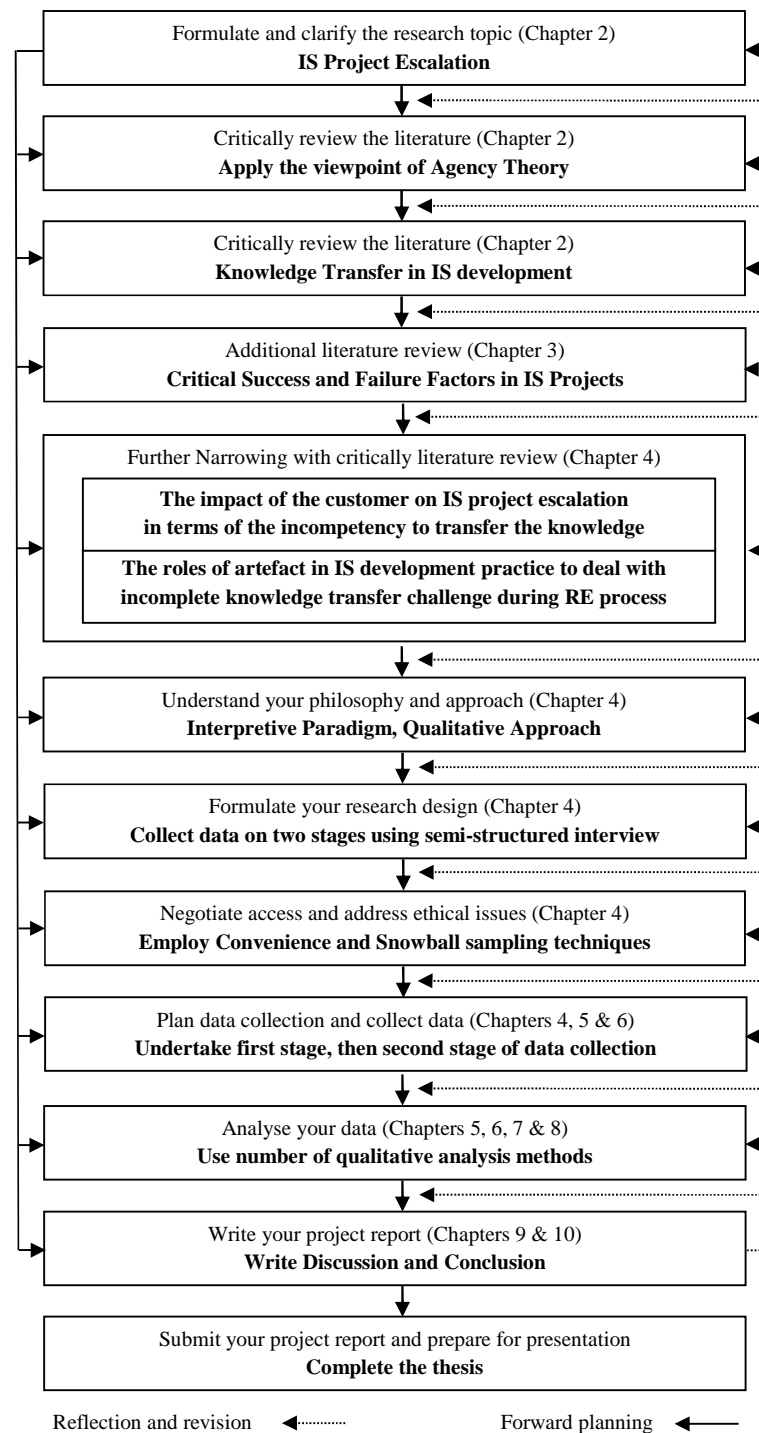 Formulate and clarify the research topic (Chapter 2)
IS Project Escalation
Critically review the literature (Chapter 2)
Apply the viewpoint of Agency Theory
Critically review the literature (Chapter 2)
Knowledge Transfer in IS development
Additional literature review (Chapter 3)
Critical Success and Failure Factors in IS Projects
Further Narrowing with critically literature review (Chapter 4)
The impact of the customer on IS project escalation
in terms of the incompetency to transfer the knowledge
The roles of artefact in IS development practice to deal with
incomplete knowledge transfer challenge during RE process
Understand your philosophy and approach (Chapter 4)
Interpretive Paradigm, Qualitative Approach
Formulate your research design (Chapter 4)
Collect data on two stages using semi-structured interview
Negotiate access and address ethical issues (Chapter 4)
Employ Convenience and Snowball sampling techniques
Plan data collection and collect data (Chapters 4, 5 & 6)
Undertake first stage, then second stage of data collection
Analyse your data (Chapters 5, 6, 7 & 8)
Use number of qualitative analysis methods
Write your project report (Chapters 9 & 10)
Write Discussion and Conclusion
Submit your project report and prepare for presentation
Complete the thesis
Reflection and revision Forward planning